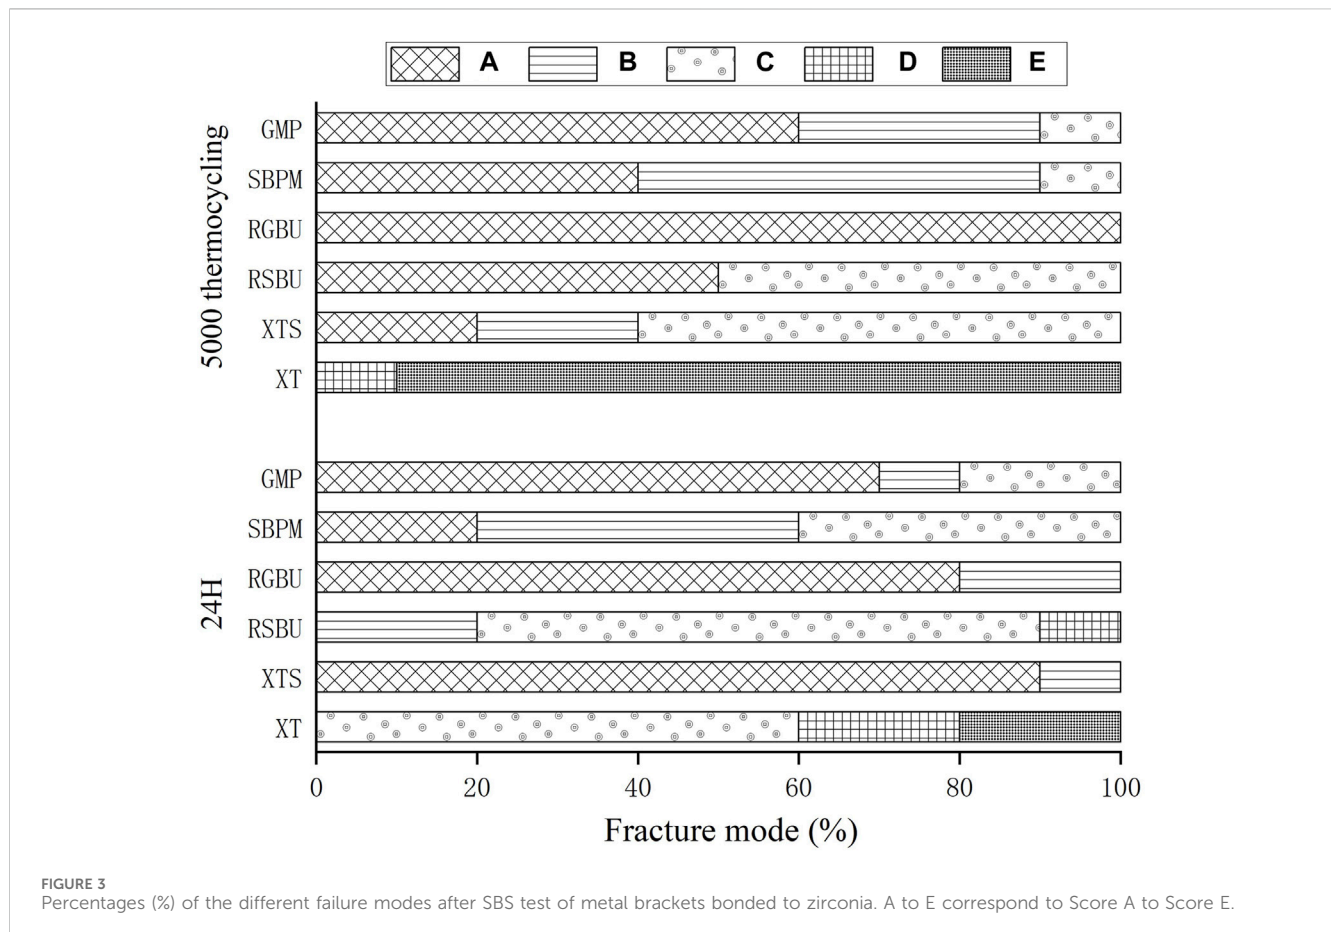 A B C D E
5000 thermocycling
GMP
SBPM
RGBU
RSBU
XTS
XT
24H
GMP
SBPM
RGBU
RSBU
XTS
XT
0 20 40 60 80 100
Fracture mode (%)
FIGURE 3
Percentages (%) of the different failure modes after SBS test of metal brackets bonded to zirconia. A to E correspond to Score A to Score E.